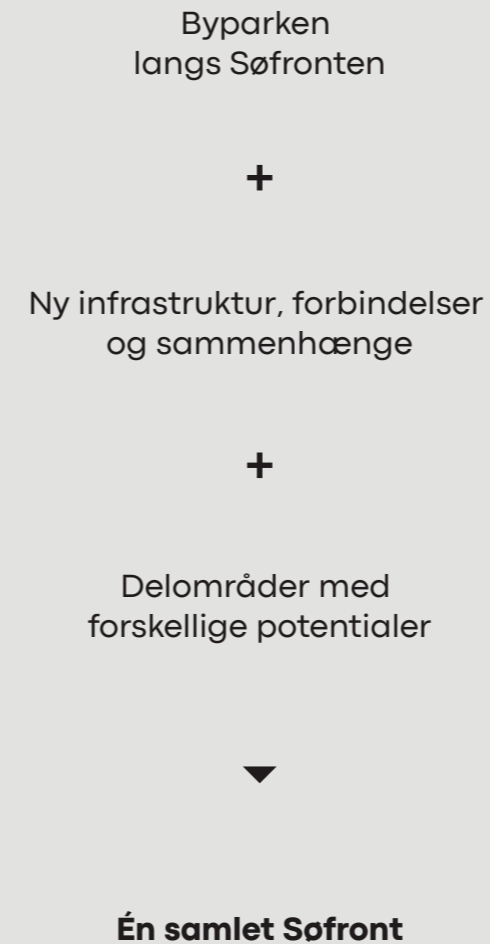 Byparken
langs Søfronten
+
Ny infrastruktur, forbindelser
og sammenhænge
+
Delområder med
forskellige potentialer
Én samlet Søfront